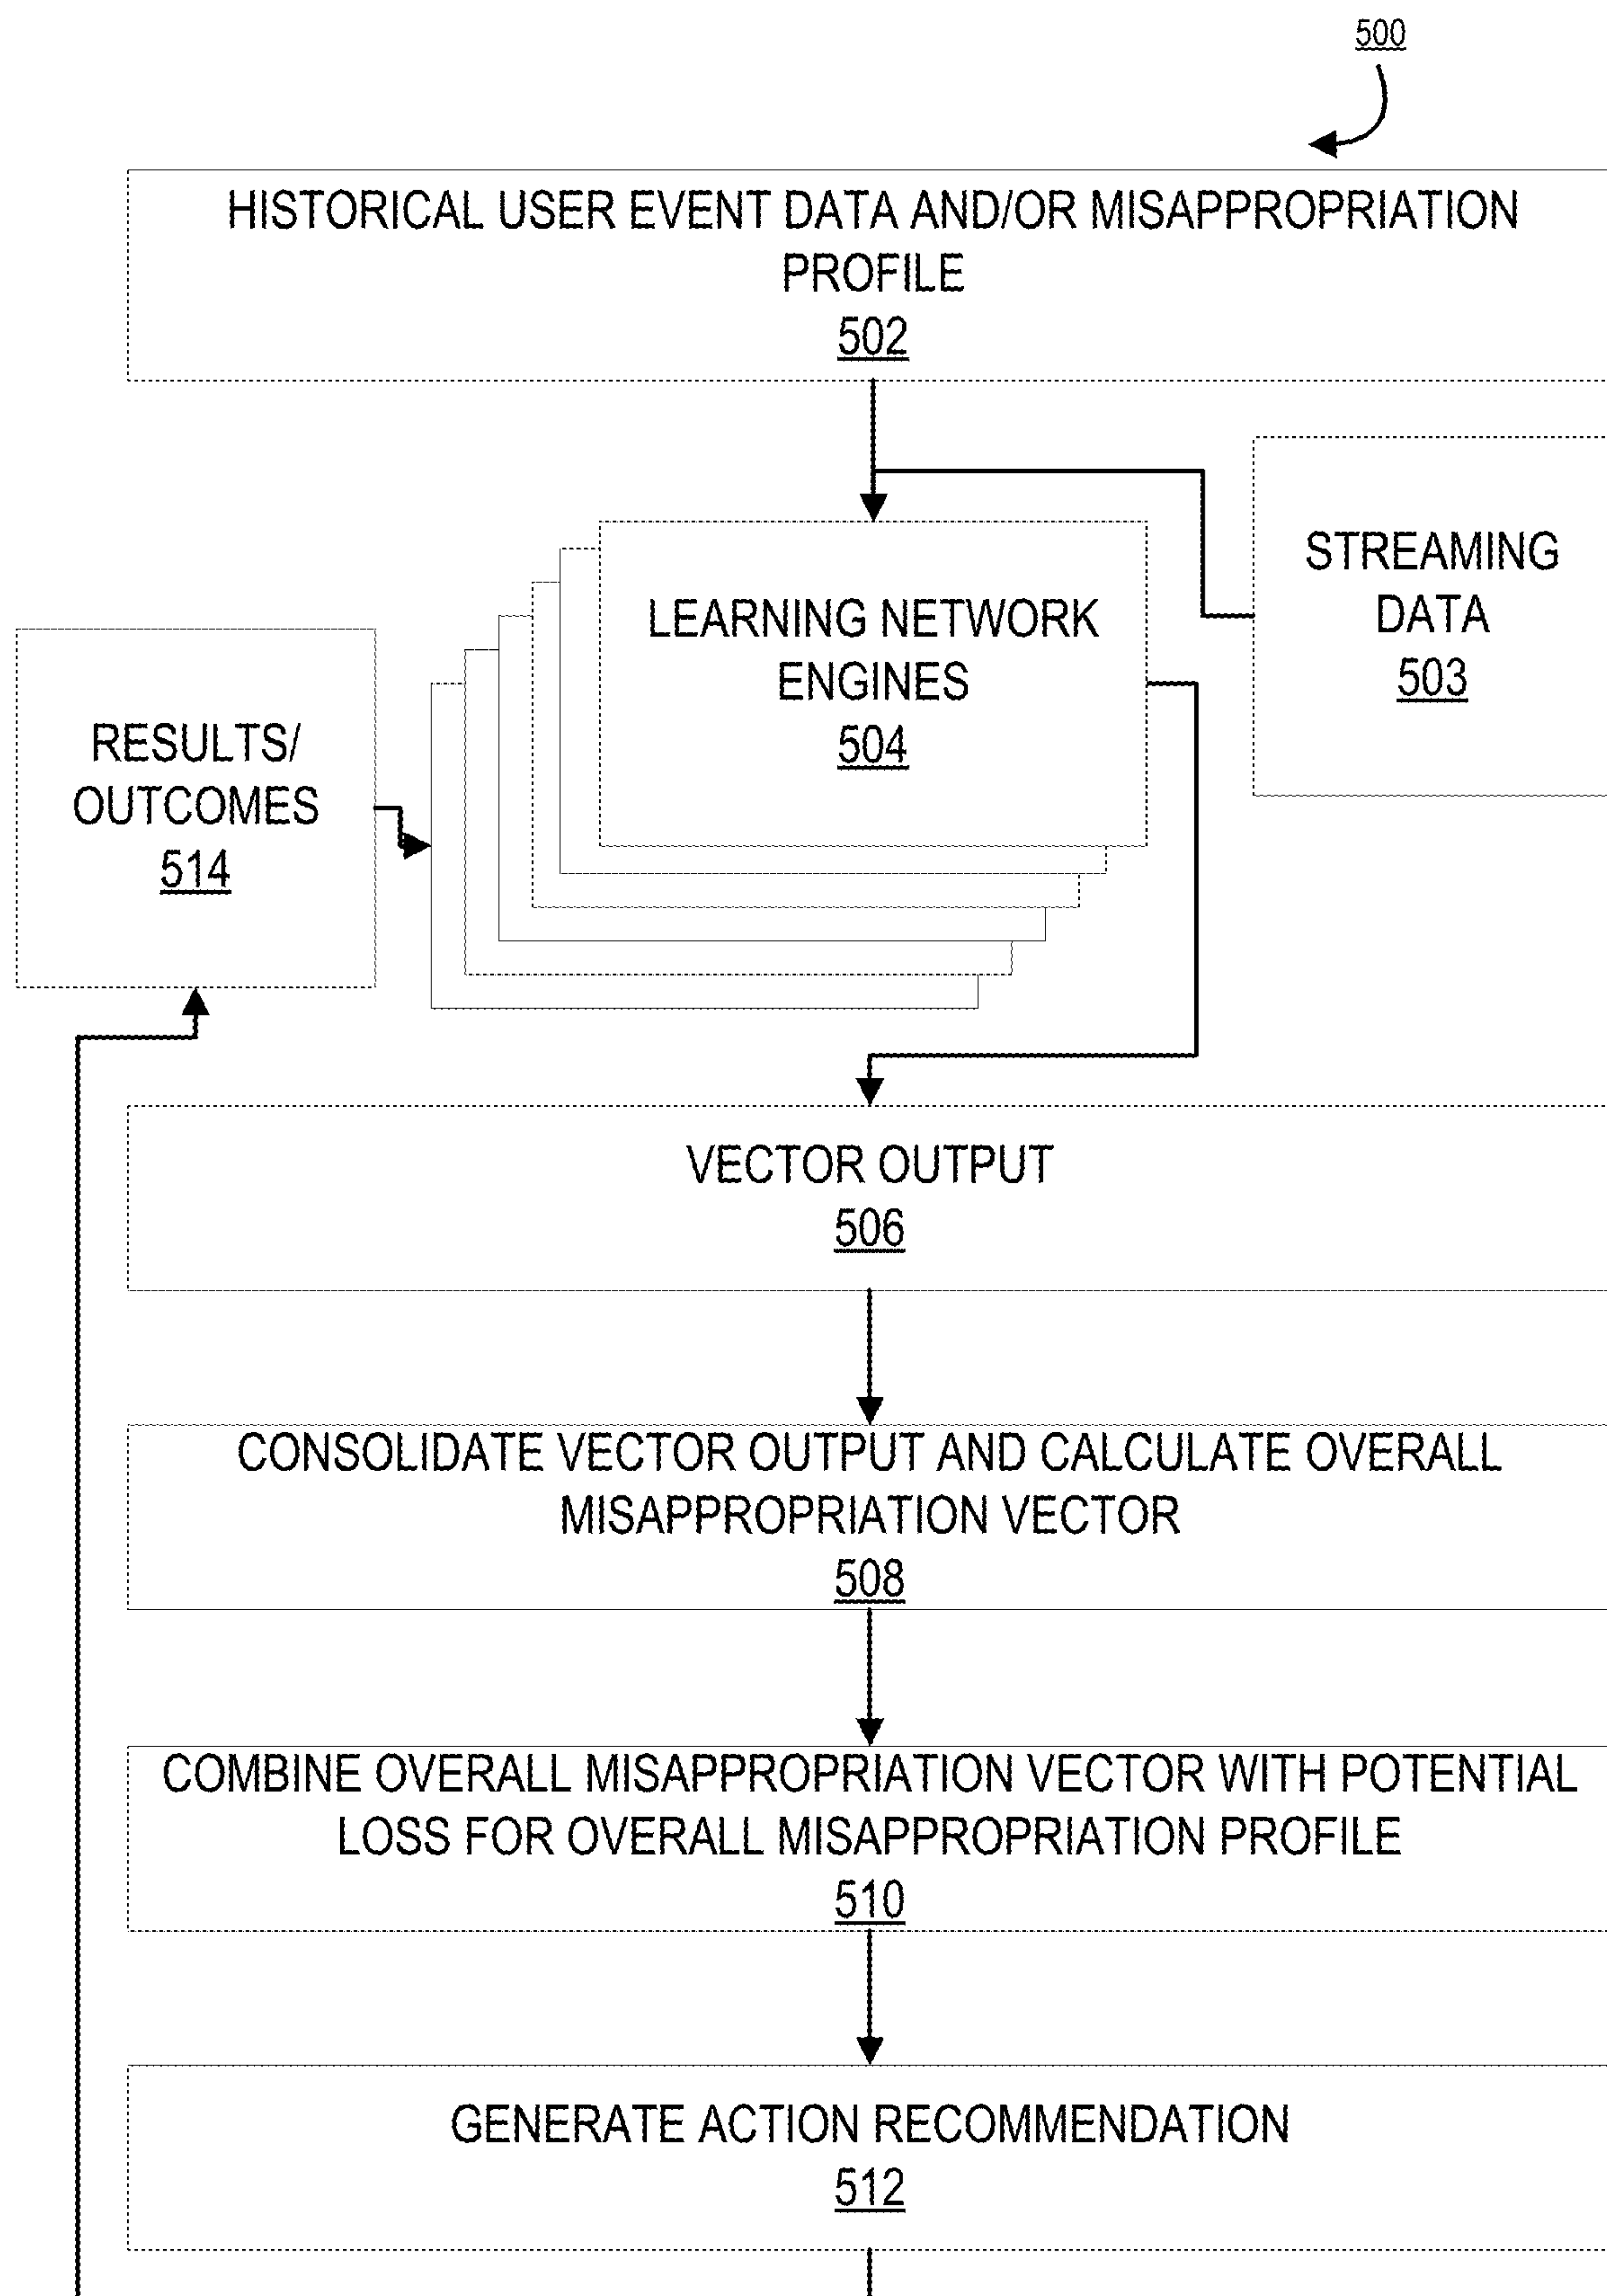 500
HISTORICAL USER EVENT DATA AND/OR MISAPPROPRIATION
PROFILE
502
STREAMING
DATA
503
LEARNING NETWORK
ENGINES
504
RESULTS/
OUTCOMES
514
VECTOR OUTPUT
506
CONSOLIDATE VECTOR OUTPUT AND CALCULATE OVERALL
MISAPPROPRIATION VECTOR
508
COMBINE OVERALL MISAPPROPRIATION VECTOR WITH POTENTIAL
LOSS FOR OVERALL MISAPPROPRIATION PROFILE
510
GENERATE ACTION RECOMMENDATION
512